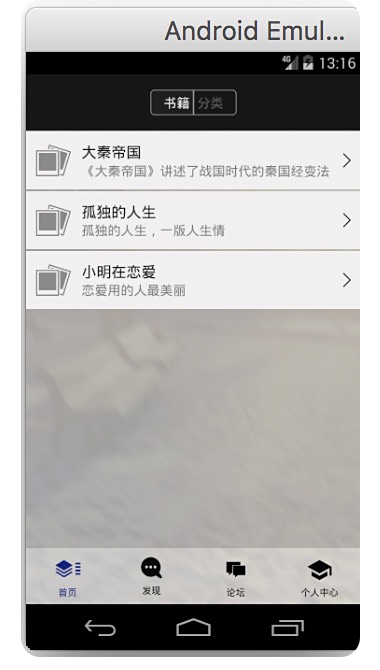 Android Emul...
4G 13:16
书籍 分类
大秦帝国
《大秦帝国》讲述了战国时代的秦国经变法
孤独的人生
孤独的人生，一版人生情
小明在恋爱
恋爱用的人最美丽
首页 发现 论坛 个人中心